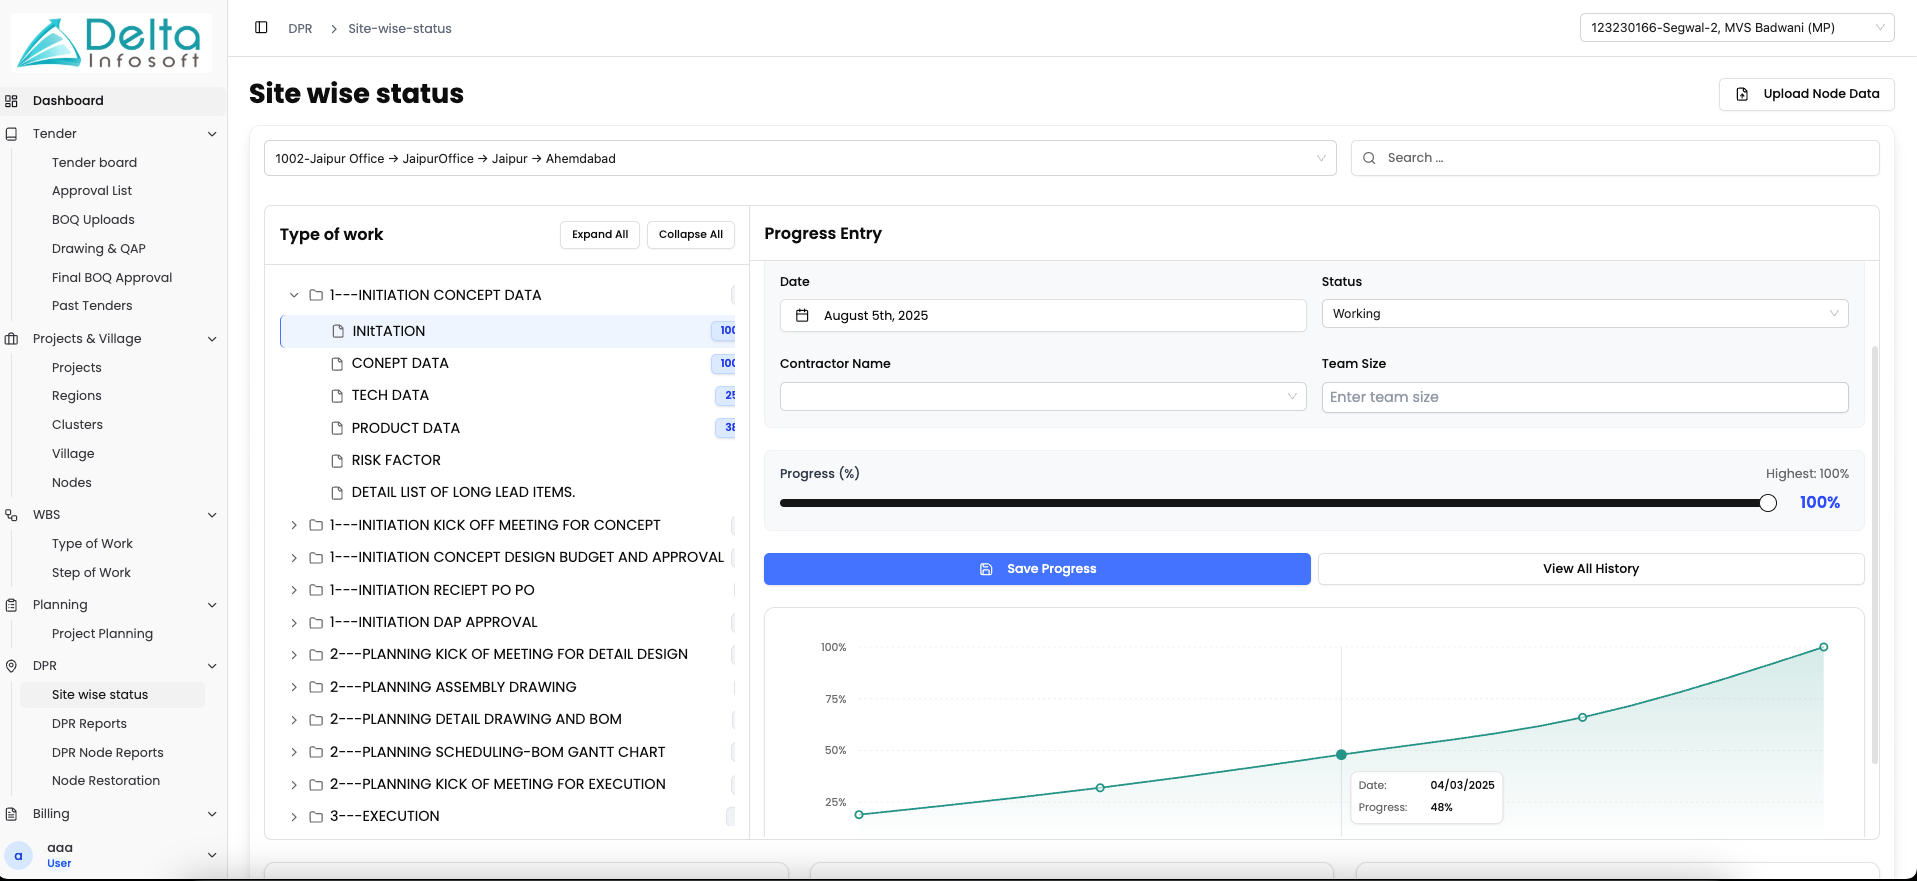 Delta
Infosoft
Dashboard
Tender
Tender board
Approval List
BOQ Uploads
Drawing & QAP
Final BOQ Approval
Past Tenders
Projects & Village
Projects
Regions
Clusters
Village
Nodes
WBS
Type of Work
Step of Work
Planning
Project Planning
DPR
Site wise status
DPR Reports
DPR Node Reports
Node Restoration
Billing
a
aaa
User
DPR > Site-wise-status
123230166-Segwal-2, MVS Badwani (MP)
Site wise status
Upload Node Data
1002-Jaipur Office → JaipurOffice → Jaipur → Ahemdabad
Search ...
Type of work
Expand All
Collapse All
1---INITIATION CONCEPT DATA
INItTATION 100
CONEPT DATA 100
TECH DATA 25
PRODUCT DATA 38
RISK FACTOR
DETAIL LIST OF LONG LEAD ITEMS.
1---INITIATION KICK OFF MEETING FOR CONCEPT
1---INITIATION CONCEPT DESIGN BUDGET AND APPROVAL
1---INITIATION RECIEPT PO PO
1---INITIATION DAP APPROVAL
2---PLANNING KICK OF MEETING FOR DETAIL DESIGN
2---PLANNING ASSEMBLY DRAWING
2---PLANNING DETAIL DRAWING AND BOM
2---PLANNING SCHEDULING-BOM GANTT CHART
2---PLANNING KICK OF MEETING FOR EXECUTION
3---EXECUTION
Progress Entry
Date
August 5th, 2025
Status
Working
Contractor Name
Team Size
Enter team size
Progress (%)
Highest: 100%
100%
Save Progress
View All History
100%
75%
50%
25%
Date: 04/03/2025
Progress: 48%